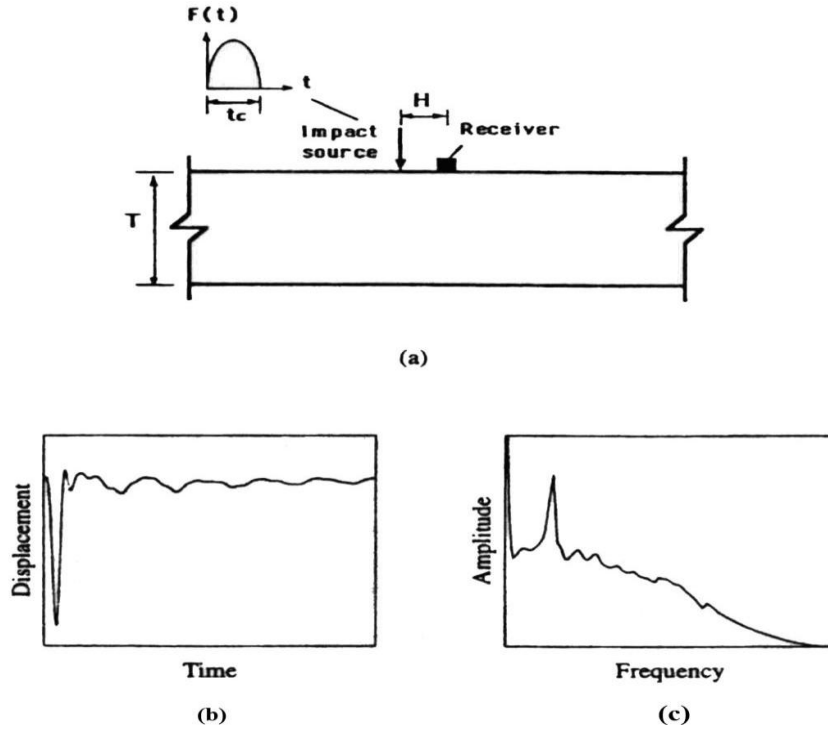 F(t)
t
tc
H
Impact
source
Receiver
T
(a)
Displacement
Time
(b)
Amplitude
Frequency
(c)